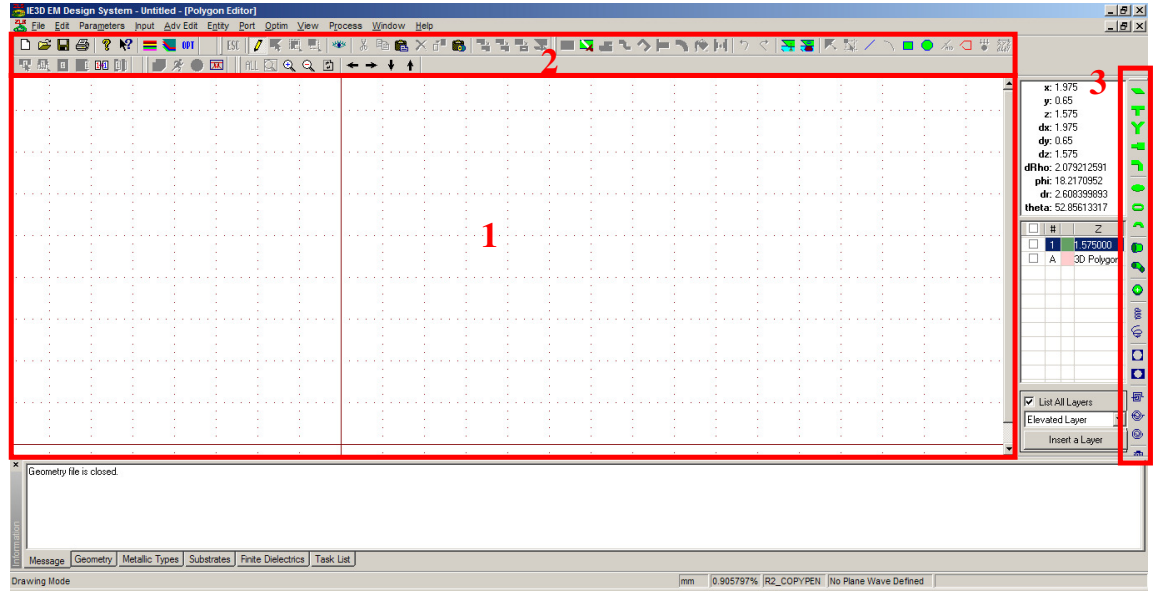 IE3D EM Design System - Untitled - [Polygon Editor]
File Edit Parameters Input Adv Edit Entity Port Optim View Process Window Help
OPT ESC
2
ALL
3
x: 1.975
y: 0.65
z: 1.575
dx: 1.975
dy: 0.65
dz: 1.575
dRho: 2.079212591
phi: 18.2170952
dr: 2.608399893
theta: 52.85613317
1
# Z
1 1.575000
A 3D Polygon
List All Layers
Elevated Layer
Insert a Layer
Geometry file is closed.
Information
Message Geometry Metallic Types Substrates Finite Dielectrics Task List
Drawing Mode mm 0.905797% R2_COPYPEN No Plane Wave Defined